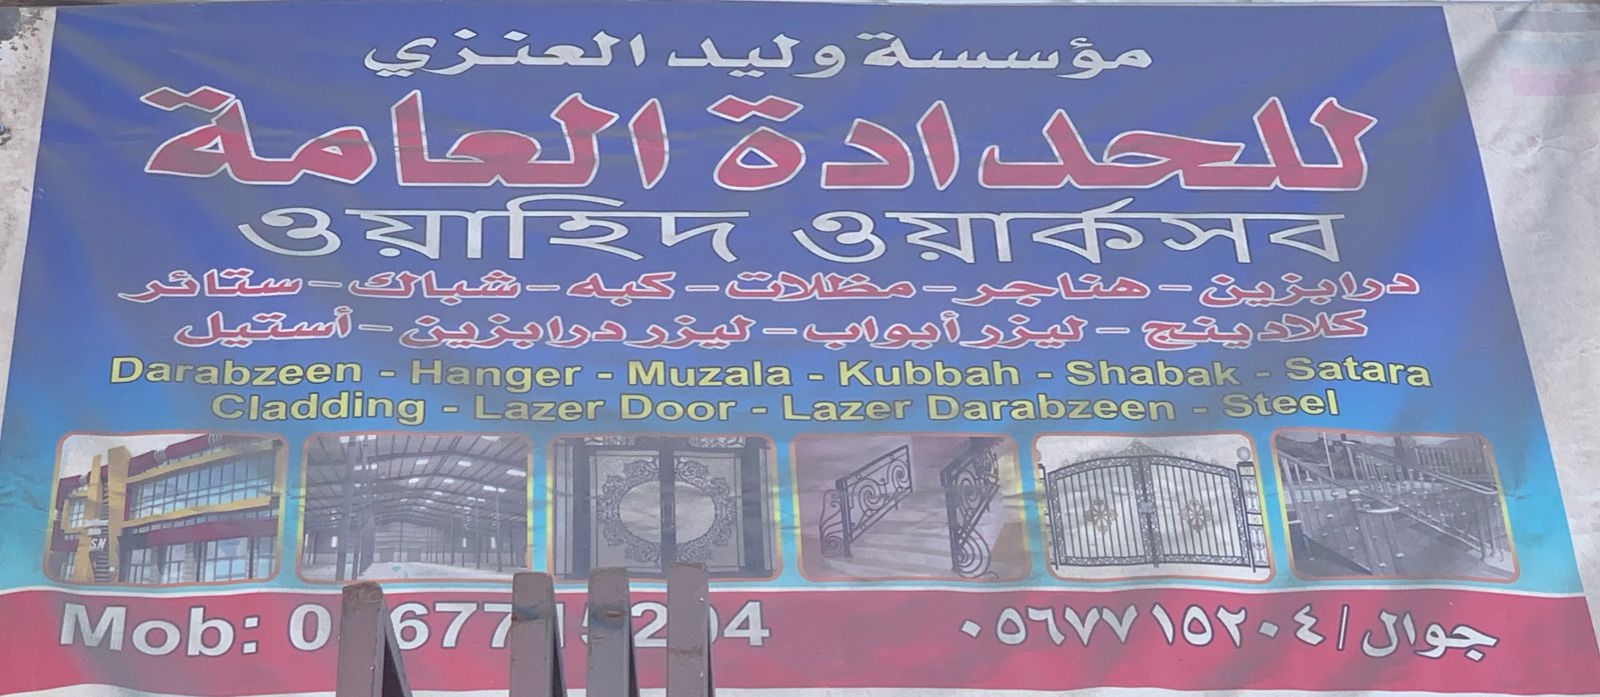 مؤسسة وليد العنزي
للحدادة العامة
ওয়াহিদ ওয়ার্কসব
درابزين - هناجر - مظلات - كبه - شباك - ستائر
كلادينج - ليزر أبواب - ليزر درابزين - أستيل
Darabzeen - Hanger - Muzala - Kubbah - Shabak - Satara
Cladding - Lazer Door - Lazer Darabzeen - Steel
Mob:
جوال / ٠٥٦٧٧١٥٢٠٤